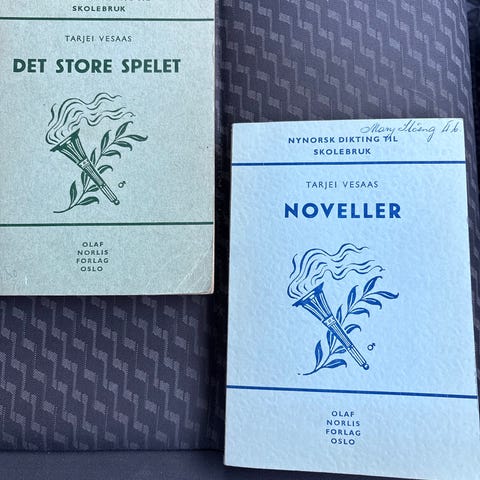 SKOLEBRUK
TARJEI VESAAS
DET STORE SPELET
OLAF
NORLIS
FORLAG
OSLO
Mary
NYNORSK DIKTING TIL
SKOLEBRUK
TARJEI VESAAS
NOVELLER
OLAF
NORLIS
FORLAG
OSLO